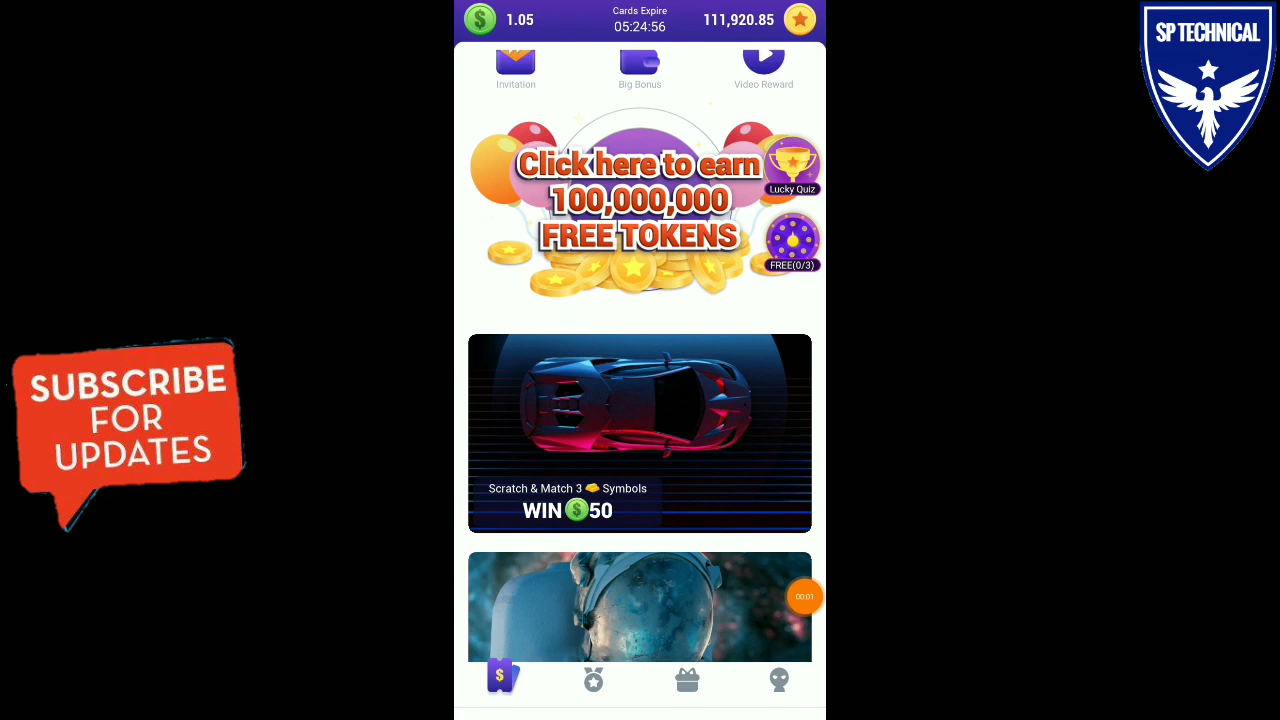 1.05
Cards Expire
05:24:56
111,920.85
SP TECHNICAL
Invitation
Big Bonus
Video Reward
Click here to earn
100,000,000
FREE TOKENS
Lucky Quiz
FREE(0/3)
SUBSCRIBE
FOR
UPDATES
Scratch & Match 3 Symbols
WIN $50
00:01